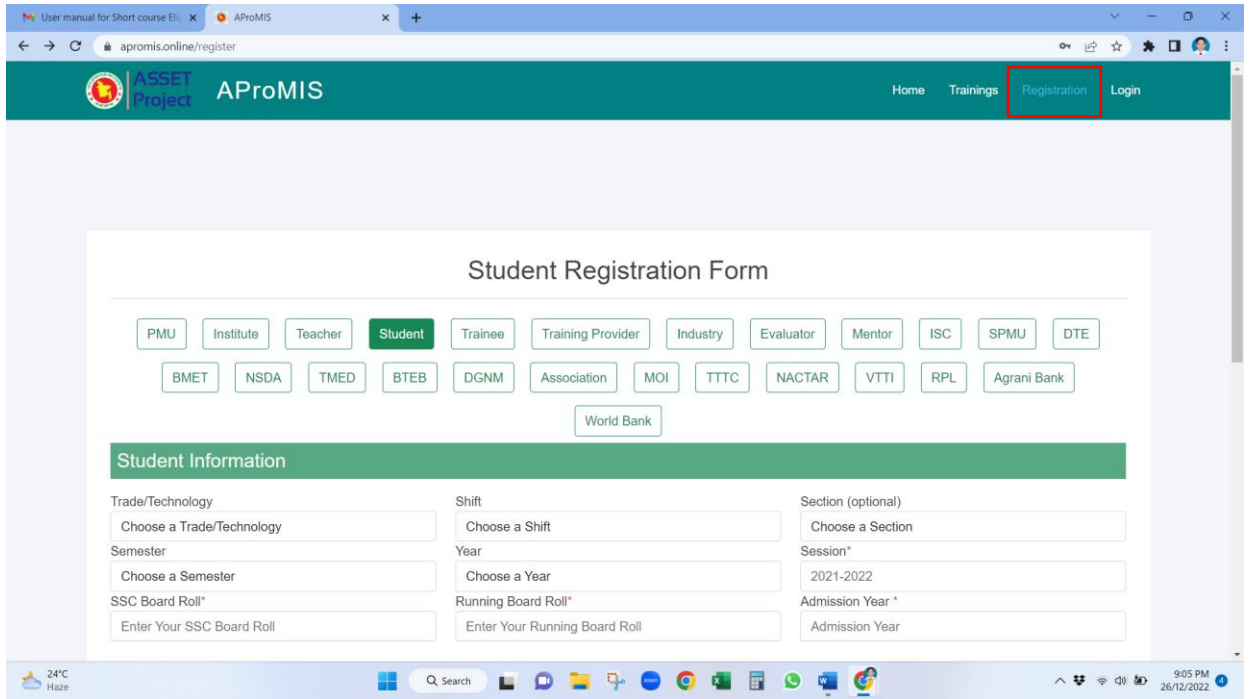 User manual for Short course Eli
AProMIS
apromis.online/register
ASSET
Project
AProMIS
Home Trainings Registration Login
Student Registration Form
PMU Institute Teacher Student Trainee Training Provider Industry Evaluator Mentor ISC SPMU DTE
BMET NSDA TMED BTEB DGNM Association MOI TTTC NACTAR VTTI RPL Agrani Bank
World Bank
Student Information
Trade/Technology Shift Section (optional)
Choose a Trade/Technology Choose a Shift Choose a Section
Semester Year Session*
Choose a Semester Choose a Year 2021-2022
SSC Board Roll* Running Board Roll* Admission Year *
Enter Your SSC Board Roll Enter Your Running Board Roll Admission Year
24°C
Haze
Search
9:05 PM
26/12/2022
4